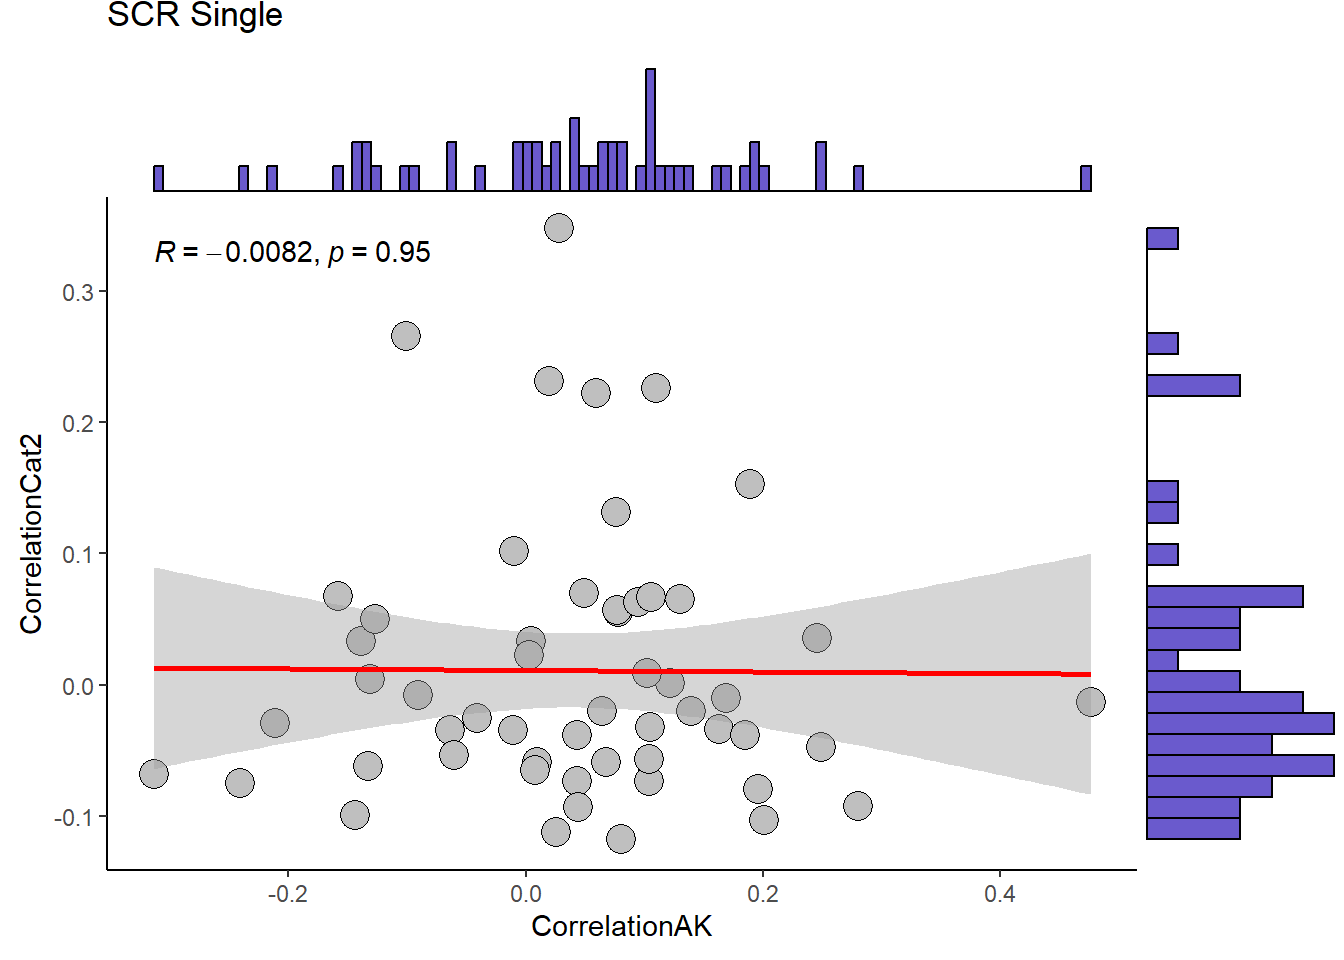 SCR Single
R = −0.0082, p = 0.95
0.3
0.2
0.1
0.0
-0.1
CorrelationCat2
-0.2
0.0
0.2
0.4
CorrelationAK